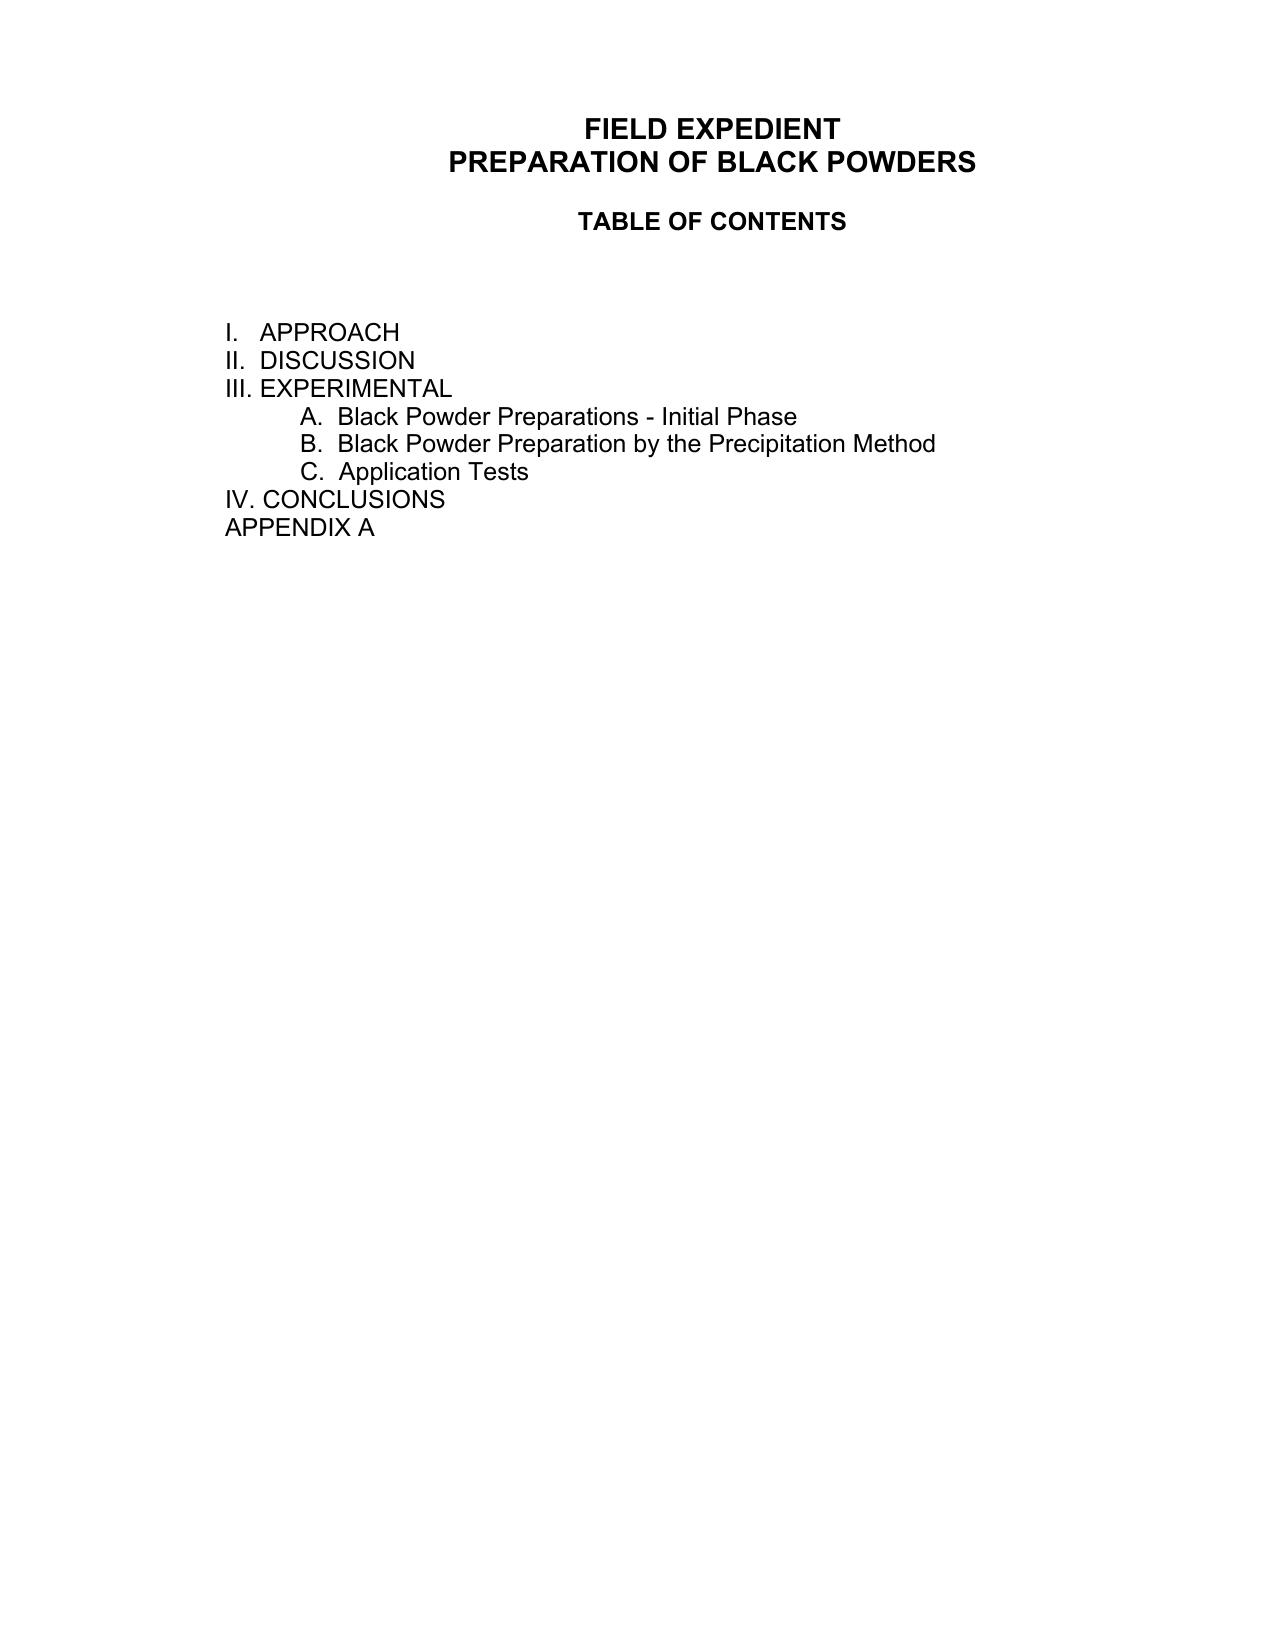 FIELD EXPEDIENT
PREPARATION OF BLACK POWDERS
TABLE OF CONTENTS
I. APPROACH
II. DISCUSSION
III. EXPERIMENTAL
A. Black Powder Preparations - Initial Phase
B. Black Powder Preparation by the Precipitation Method
C. Application Tests
IV. CONCLUSIONS
APPENDIX A